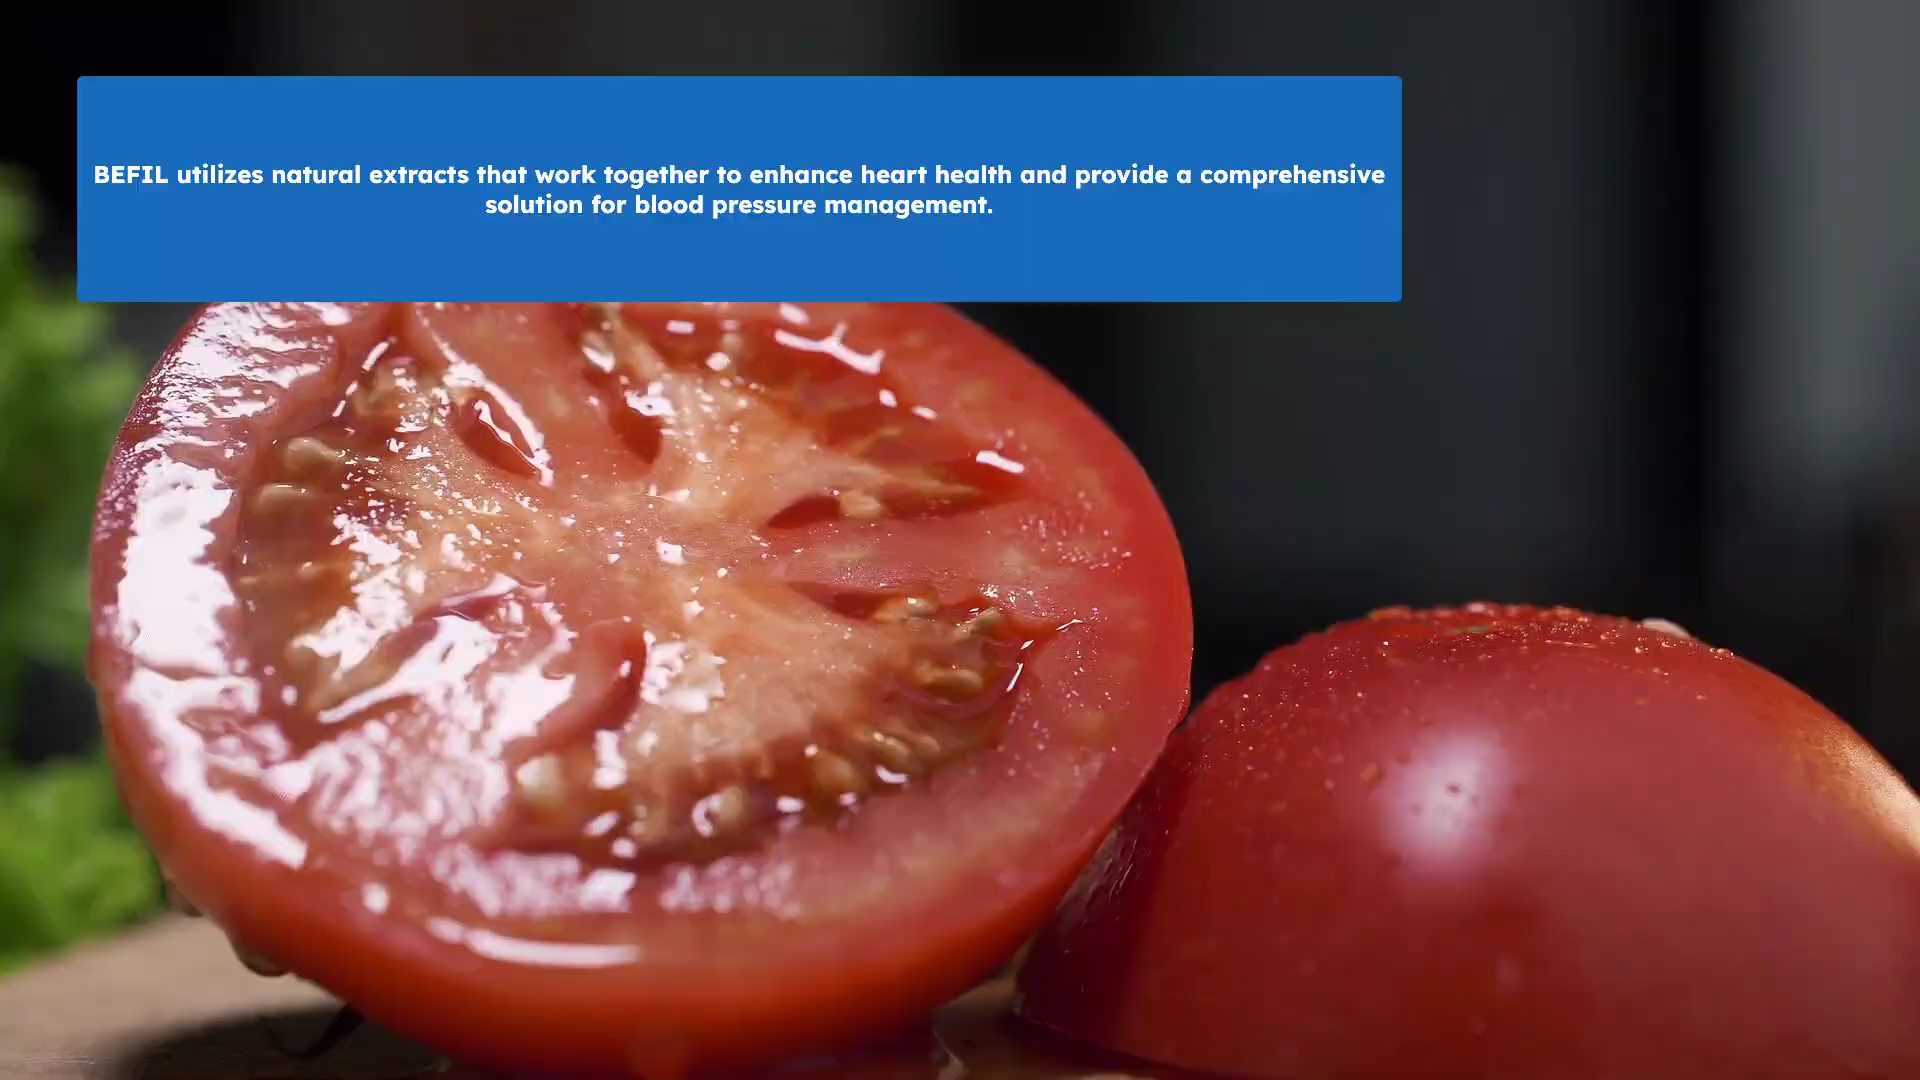 BEFIL utilizes natural extracts that work together to enhance heart health and provide a comprehensive
solution for blood pressure management.